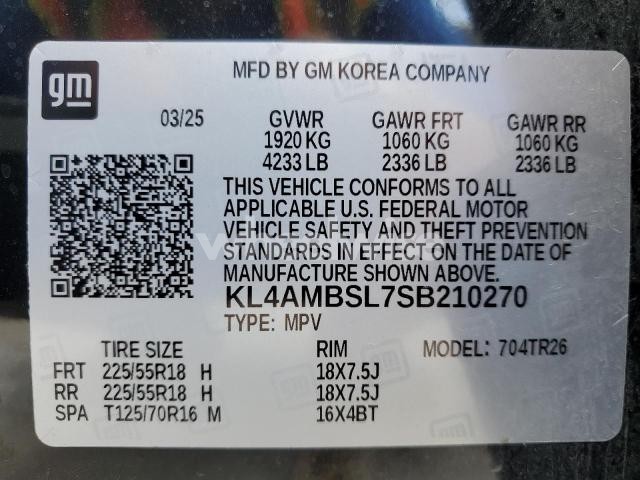 gm
MFD BY GM KOREA COMPANY
03/25 GVWR GAWR FRT GAWR RR
1920 KG 1060 KG 1060 KG
4233 LB 2336 LB 2336 LB
THIS VEHICLE CONFORMS TO ALL
APPLICABLE U.S. FEDERAL MOTOR
VEHICLE SAFETY AND THEFT PREVENTION
STANDARDS IN EFFECT ON THE DATE OF
MANUFACTURE SHOWN ABOVE.
KL4AMBSL7SB210270
TYPE: MPV
TIRE SIZE RIM MODEL: 704TR26
FRT 225/55R18 H 18X7.5J
RR 225/55R18 H 18X7.5J
SPA T125/70R16 M 16X4BT